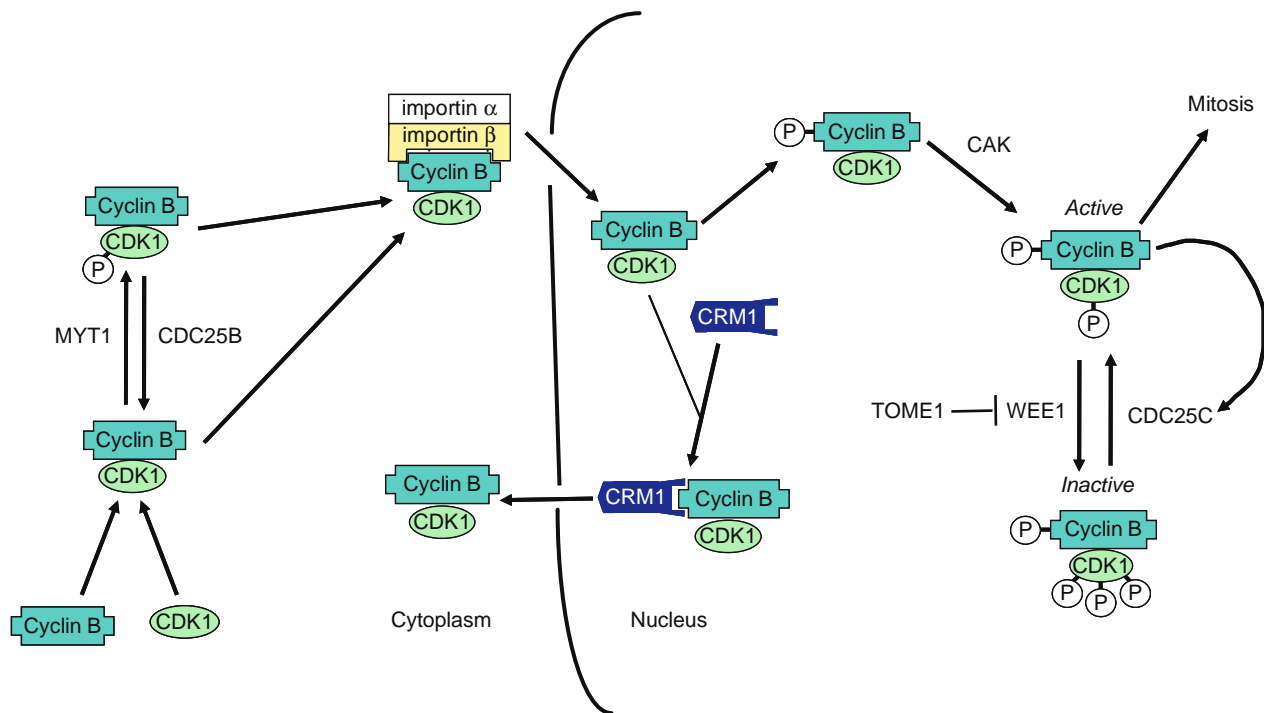 importin α
importin β
Cyclin B
CDK1
Mitosis
P
Cyclin B
CDK1
CAK
Cyclin B
CDK1
P
Cyclin B
CDK1
Active
P
Cyclin B
CDK1
P
MYT1
CDC25B
CRM1
TOME1
WEE1
CDC25C
Cyclin B
CDK1
Cyclin B
CDK1
CRM1
Cyclin B
CDK1
Inactive
P
Cyclin B
CDK1
P
P
P
Cyclin B
CDK1
Cytoplasm
Nucleus